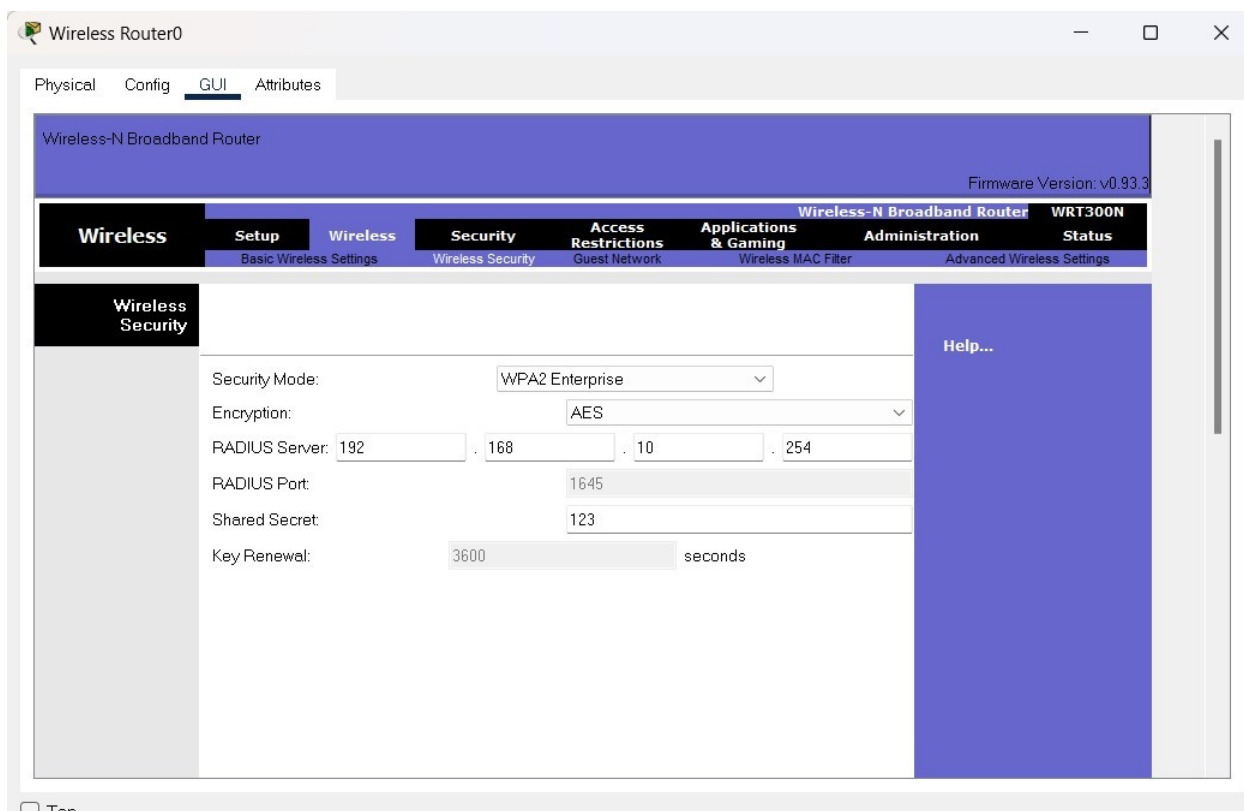 Wireless Router0
Physical Config GUI Attributes
Wireless-N Broadband Router
Firmware Version: v0.93.3
Wireless-N Broadband Router WRT300N
Wireless Setup Wireless Security Access Restrictions Applications & Gaming Administration Status
Basic Wireless Settings Wireless Security Guest Network Wireless MAC Filter Advanced Wireless Settings
Wireless
Security
Help...
Security Mode: WPA2 Enterprise
Encryption: AES
RADIUS Server: 192 . 168 . 10 . 254
RADIUS Port: 1645
Shared Secret: 123
Key Renewal: 3600 seconds
Top